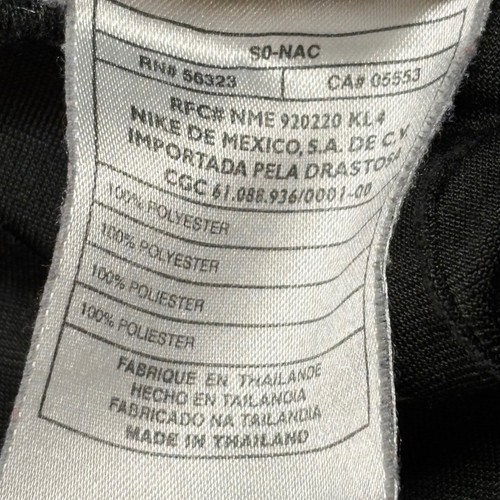 S0-NAC
RN# 56323 CA# 05553
RFC# NME 920220 KL4
NIKE DE MEXICO, S.A. DE C.V.
IMPORTADA PELA DRASTOSA
CGC 61.088.936/0001-00
100% POLYESTER
100% POLYESTER
100% POLIESTER
100% POLIESTER
FABRIQUE EN THAILANDE
HECHO EN TAILANDIA
FABRICADO NA TAILANDIA
MADE IN THAILAND